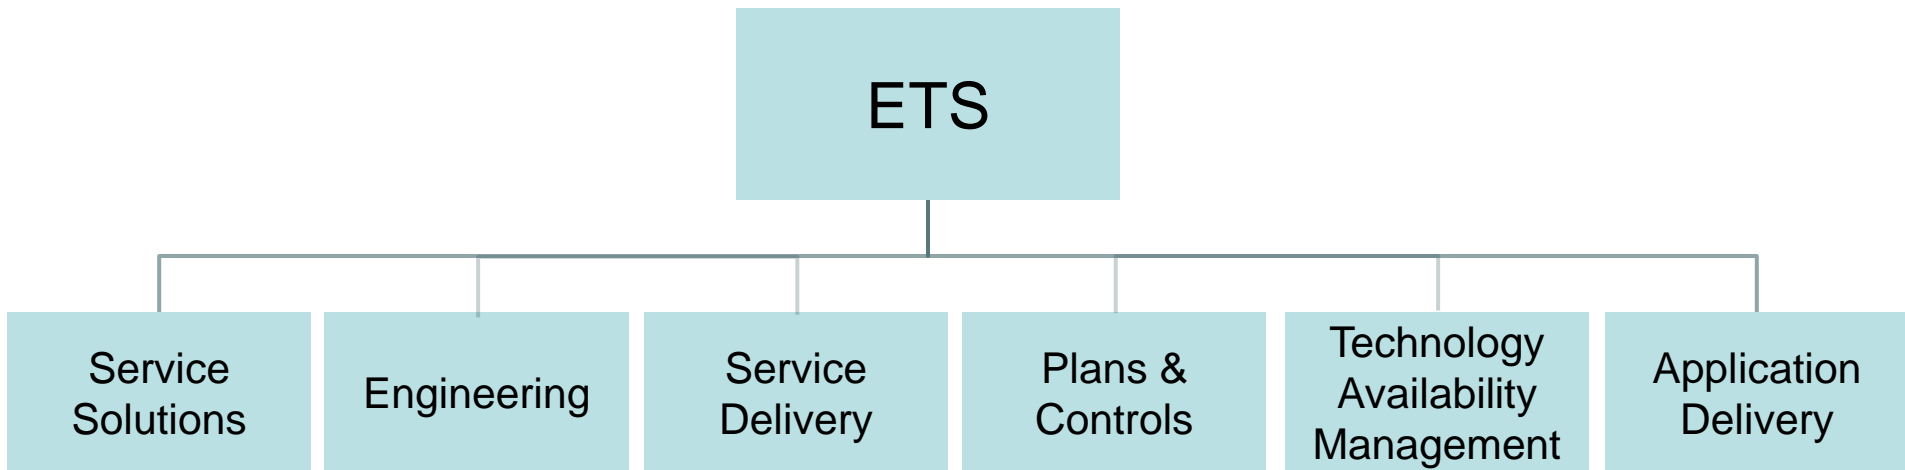 ETS
Service
Solutions
Engineering
Service
Delivery
Plans &
Controls
Technology
Availability
Management
Application
Delivery